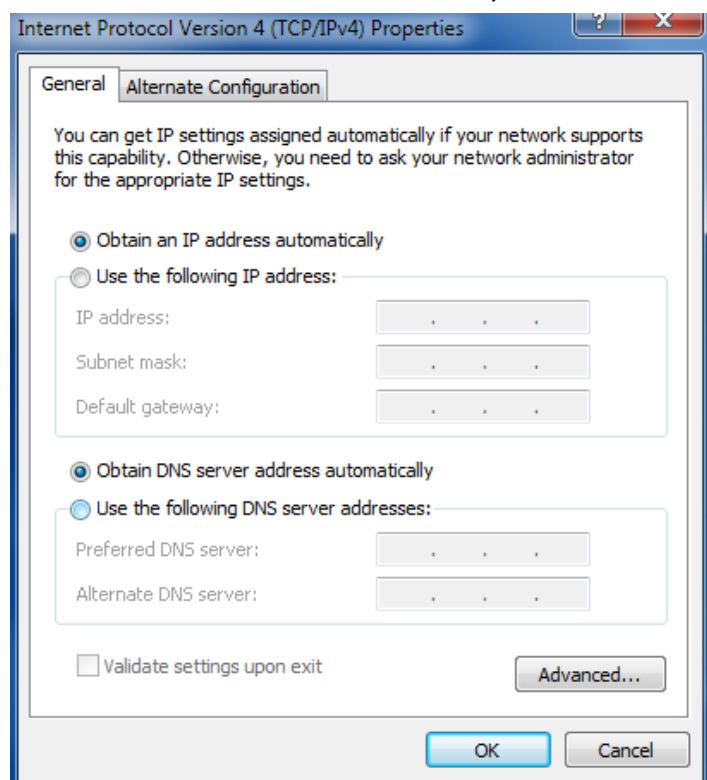 Internet Protocol Version 4 (TCP/IPv4) Properties
?
X
General
Alternate Configuration
You can get IP settings assigned automatically if your network supports
this capability. Otherwise, you need to ask your network administrator
for the appropriate IP settings.
Obtain an IP address automatically
Use the following IP address:
IP address:
. . .
Subnet mask:
. . .
Default gateway:
. . .
Obtain DNS server address automatically
Use the following DNS server addresses:
Preferred DNS server:
. . .
Alternate DNS server:
. . .
Validate settings upon exit
Advanced...
OK
Cancel